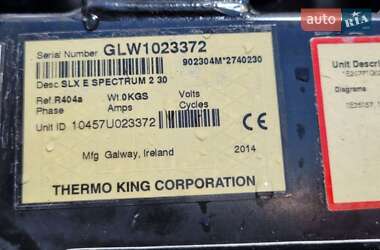 auto RIA
Serial Number GLW1023372
902304M*2740230
Desc SLX E SPECTRUM 2 30
Ref. R404a Wt. 0KGS Volts
Phase Amps Cycles
Unit ID 10457U023372
Mfg Galway, Ireland 2014
THERMO KING CORPORATION
Unit Descri
Diagrams